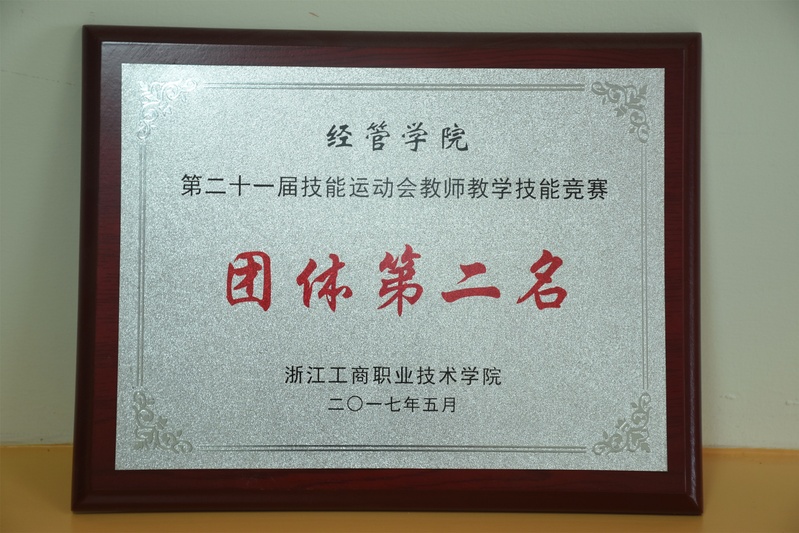 经管学院
第二十一届技能运动会教师教学技能竞赛
团体第二名
浙江工商职业技术学院
二〇一七年五月